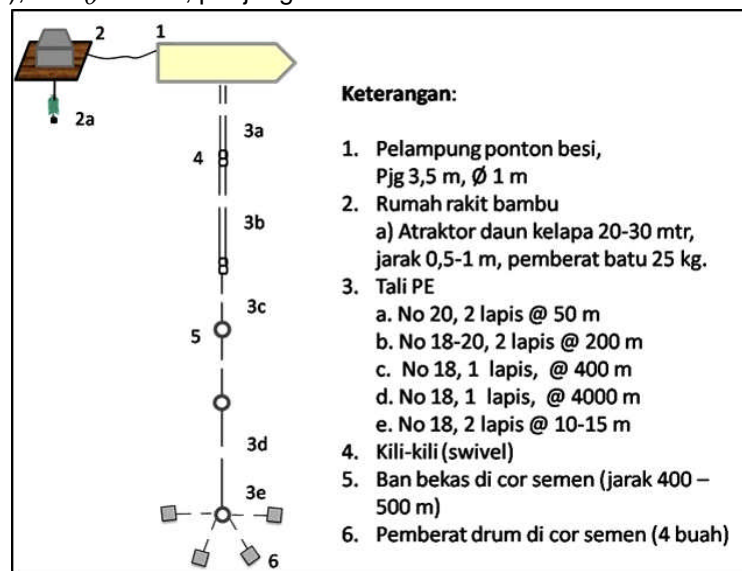 2
1
2a
3a
4
3b
3c
5
3d
3e
6
Keterangan:
1. Pelampung ponton besi,
Pjg 3,5 m, Ø 1 m
2. Rumah rakit bambu
a) Atraktor daun kelapa 20-30 mtr,
jarak 0,5-1 m, pemberat batu 25 kg.
3. Tali PE
a. No 20, 2 lapis @ 50 m
b. No 18-20, 2 lapis @ 200 m
c. No 18, 1 lapis, @ 400 m
d. No 18, 1 lapis, @ 4000 m
e. No 18, 2 lapis @ 10-15 m
4. Kili-kili (swivel)
5. Ban bekas di cor semen (jarak 400 –
500 m)
6. Pemberat drum di cor semen (4 buah)